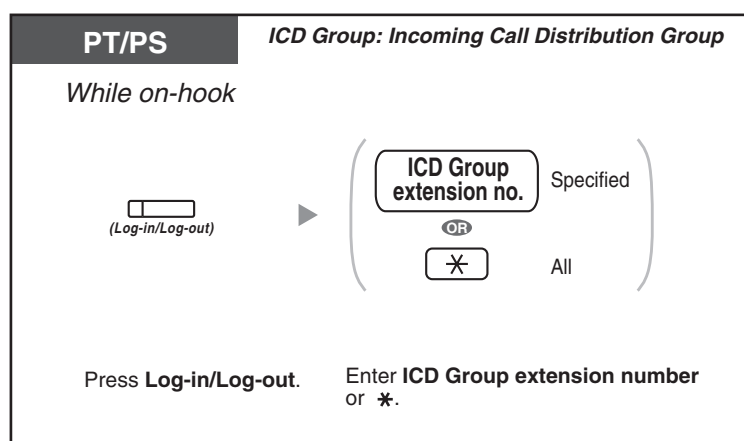 PT/PS
ICD Group: Incoming Call Distribution Group
While on-hook
(Log-in/Log-out)
ICD Group
extension no.
Specified
OR
*
All
Press Log-in/Log-out.
Enter ICD Group extension number
or *.